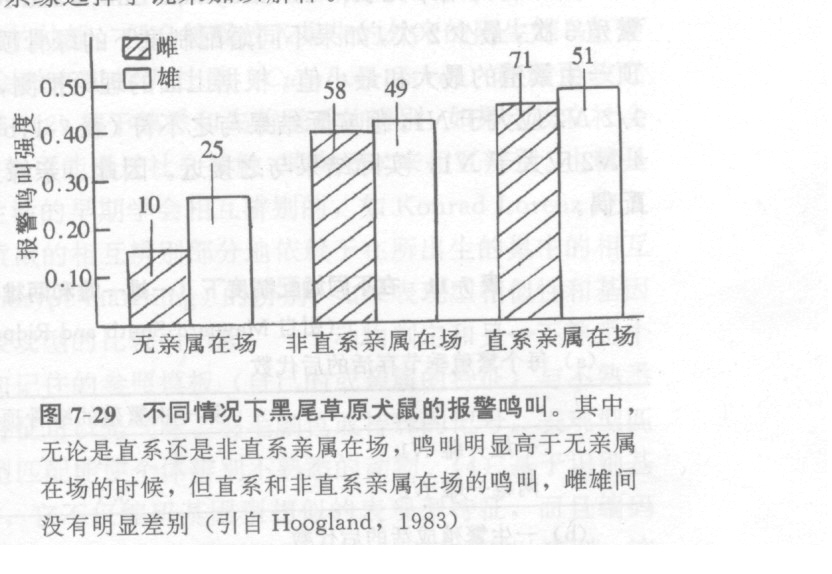 雌
雄
0.50
0.40
0.30
0.20
0.10
报警鸣叫强度
10
25
58
49
71
51
无亲属在场
非直系亲属在场
直系亲属在场
图 7-29 不同情况下黑尾草原犬鼠的报警鸣叫。其中，
无论是直系还是非直系亲属在场，鸣叫明显高于无亲属
在场的时候，但直系和非直系亲属在场的鸣叫，雌雄间
没有明显差别（引自 Hoogland，1983）